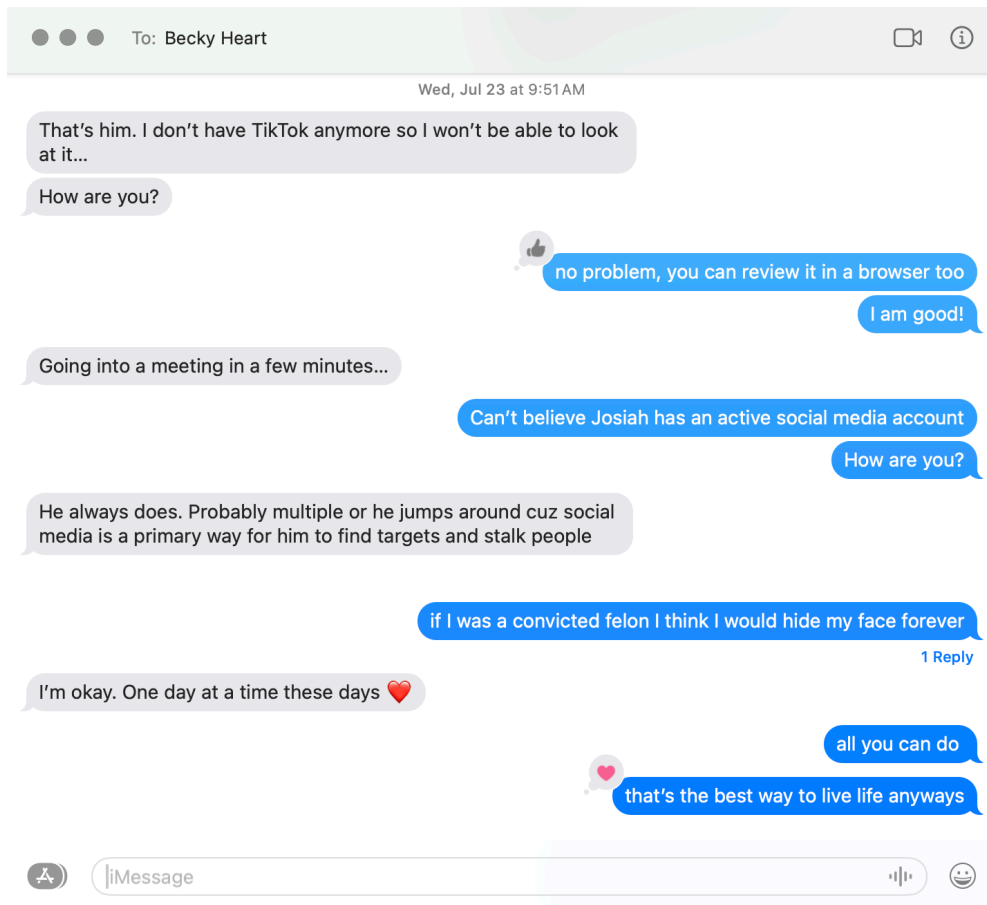 To: Becky Heart
Wed, Jul 23 at 9:51 AM
That’s him. I don’t have TikTok anymore so I won’t be able to look
at it...
How are you?
no problem, you can review it in a browser too
I am good!
Going into a meeting in a few minutes...
Can’t believe Josiah has an active social media account
How are you?
He always does. Probably multiple or he jumps around cuz social
media is a primary way for him to find targets and stalk people
if I was a convicted felon I think I would hide my face forever
1 Reply
I’m okay. One day at a time these days ❤️
all you can do
that’s the best way to live life anyways
iMessage